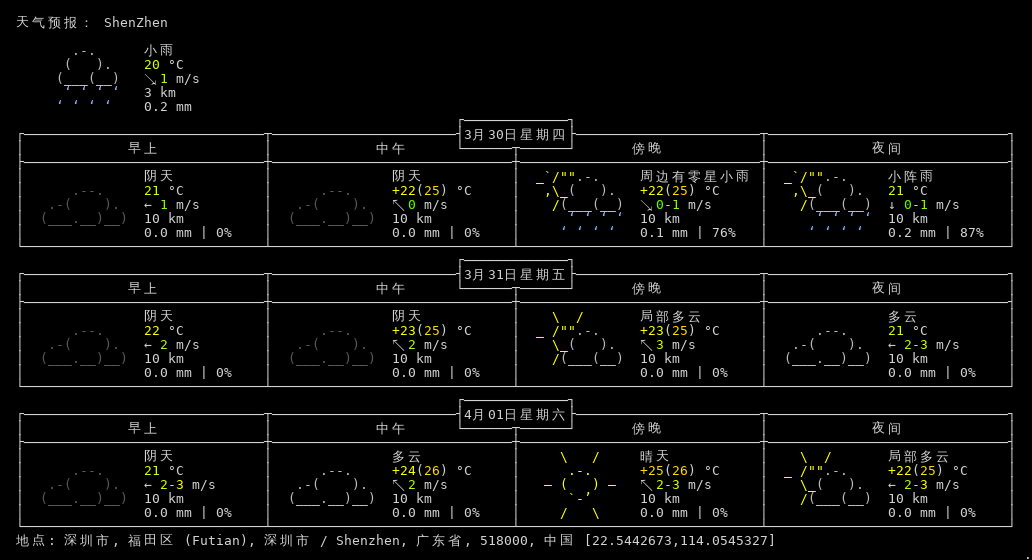 天气预报： ShenZhen
小雨
20 °C
↘ 1 m/s
3 km
0.2 mm
3月30日星期四
早上 中午 傍晚 夜间
阴天 阴天 周边有零星小雨 小阵雨
21 °C +22(25) °C +22(25) °C 21 °C
← 1 m/s ↖ 0 m/s ↘ 0-1 m/s ↓ 0-1 m/s
10 km 10 km 10 km 10 km
0.0 mm | 0% 0.0 mm | 0% 0.1 mm | 76% 0.2 mm | 87%
3月31日星期五
早上 中午 傍晚 夜间
阴天 阴天 局部多云 多云
22 °C +23(25) °C +23(25) °C 21 °C
← 2 m/s ↖ 2 m/s ↖ 3 m/s ← 2-3 m/s
10 km 10 km 10 km 10 km
0.0 mm | 0% 0.0 mm | 0% 0.0 mm | 0% 0.0 mm | 0%
4月01日星期六
早上 中午 傍晚 夜间
阴天 多云 晴天 局部多云
21 °C +24(26) °C +25(26) °C +22(25) °C
← 2-3 m/s ↖ 2 m/s ↖ 2-3 m/s ← 2-3 m/s
10 km 10 km 10 km 10 km
0.0 mm | 0% 0.0 mm | 0% 0.0 mm | 0% 0.0 mm | 0%
地点: 深圳市, 福田区 (Futian), 深圳市 / Shenzhen, 广东省, 518000, 中国 [22.5442673,114.0545327]